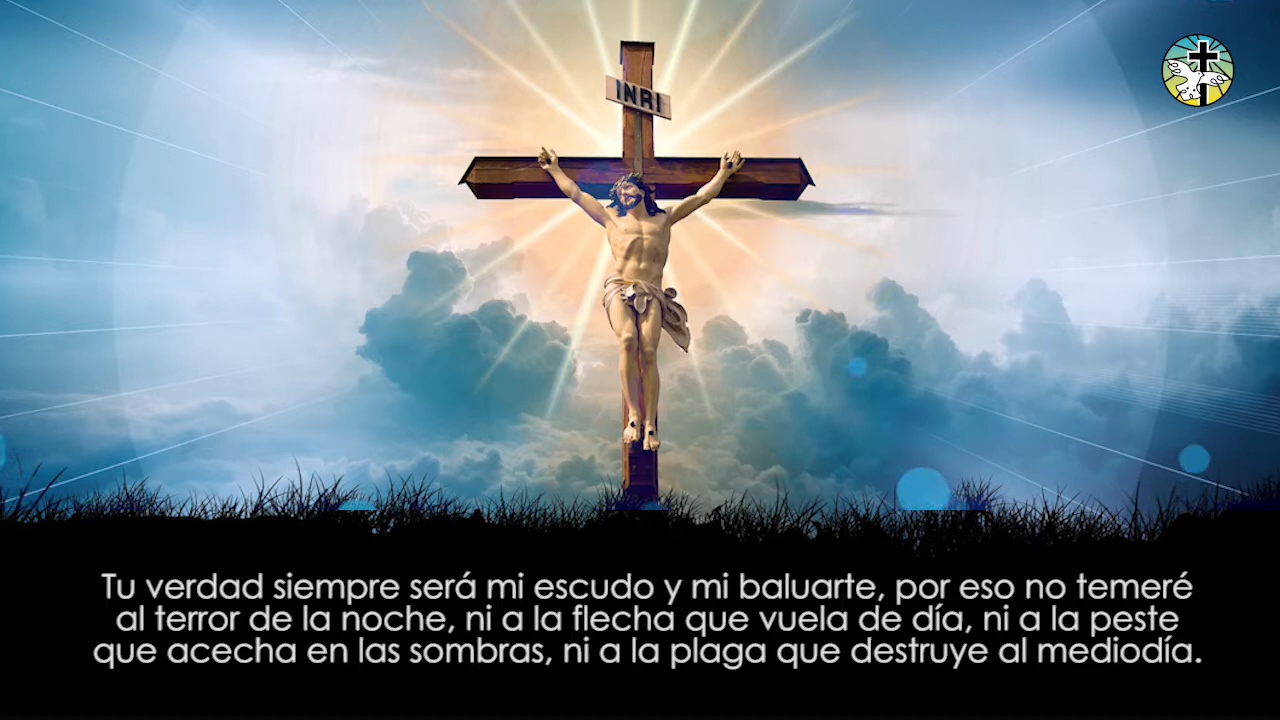 INRI
Tu verdad siempre será mi escudo y mi baluarte, por eso no temeré
al terror de la noche, ni a la flecha que vuela de día, ni a la peste
que acecha en las sombras, ni a la plaga que destruye al mediodía.